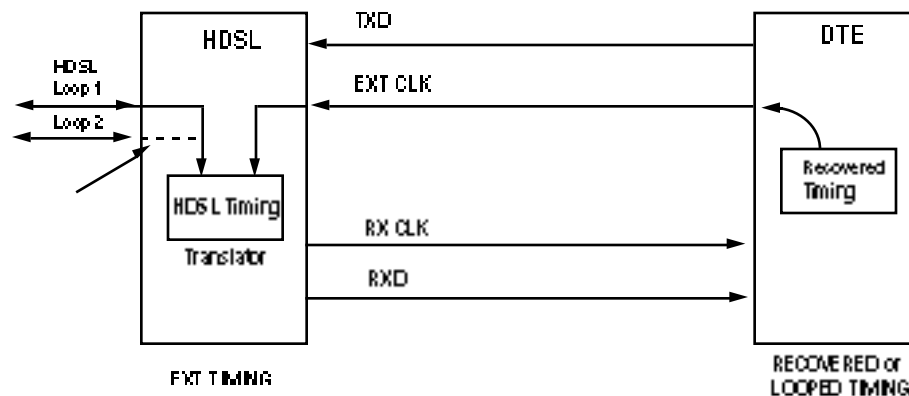 TXD
HDSL
DTE
HDSL
Loop 1
EXT CLK
Loop 2
Recovered
Timing
HDSL Timing
Translator
RX CLK
RXD
EXT TIMING
RECOVERED or
LOOPED TIMING